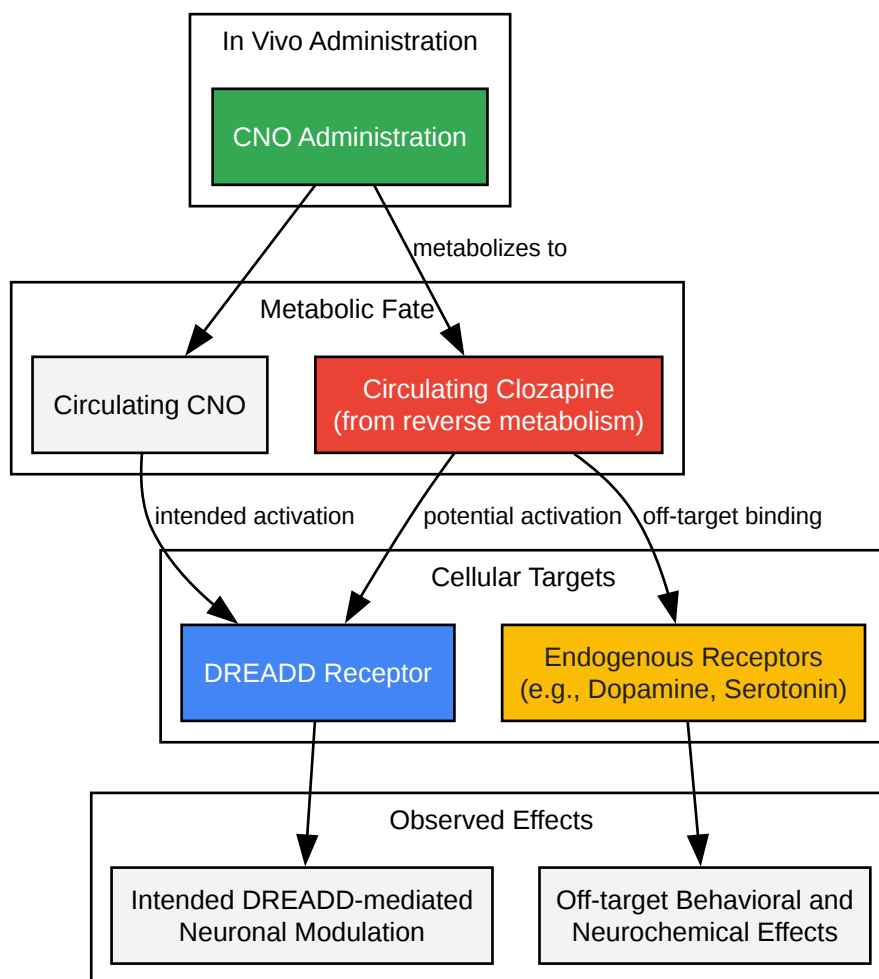 In Vivo Administration
CNO Administration
metabolizes to
Metabolic Fate
Circulating CNO
Circulating Clozapine
(from reverse metabolism)
intended activation
potential activation
off-target binding
Cellular Targets
DREADD Receptor
Endogenous Receptors
(e.g., Dopamine, Serotonin)
Observed Effects
Intended DREADD-mediated
Neuronal Modulation
Off-target Behavioral and
Neurochemical Effects